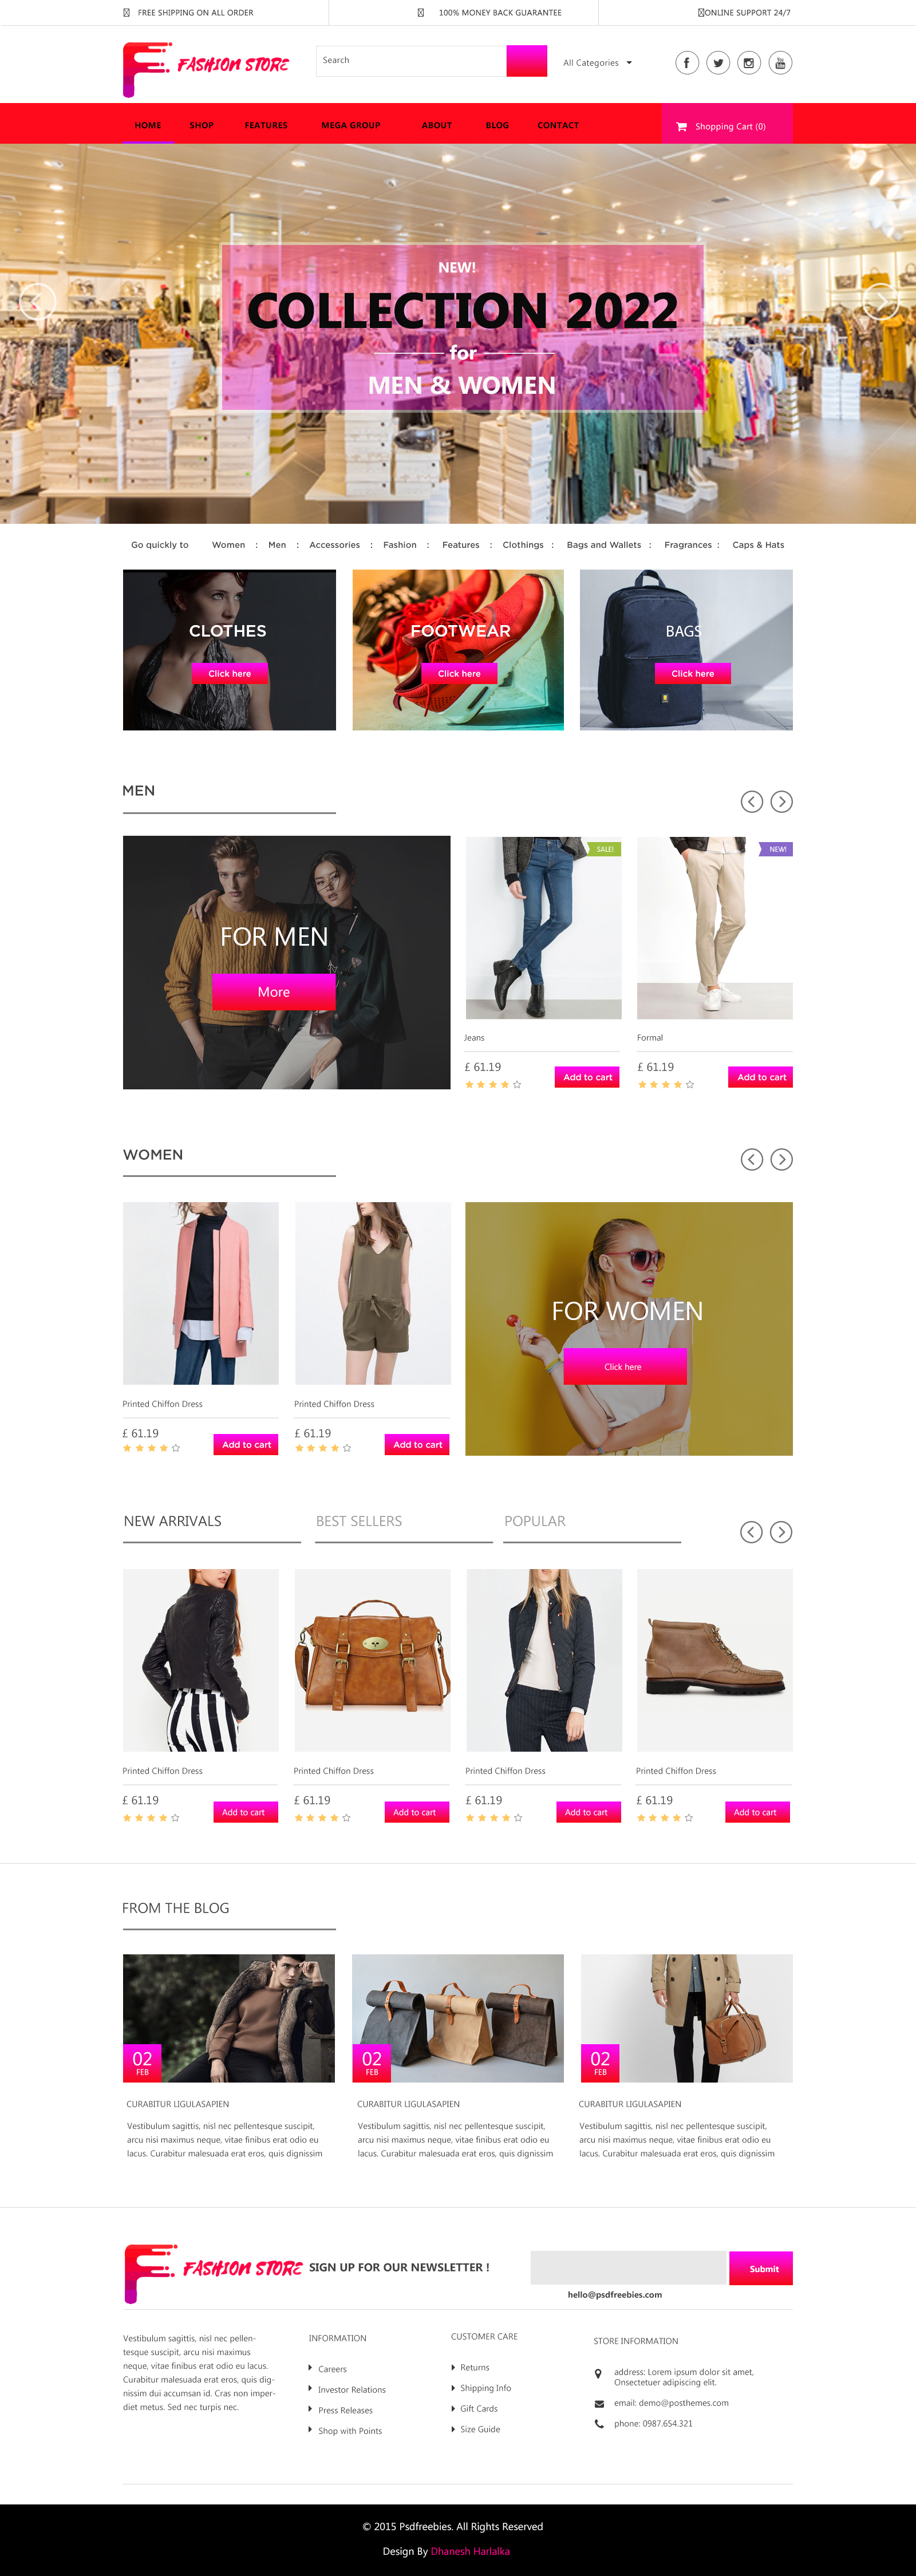 FREE SHIPPING ON ALL ORDER
100% MONEY BACK GUARANTEE
ONLINE SUPPORT 24/7
FASHION STORE
Search
All Categories
HOME SHOP FEATURES MEGA GROUP ABOUT BLOG CONTACT
Shopping Cart (0)
NEW!
COLLECTION 2022
for
MEN & WOMEN
Go quickly to Women : Men : Accessories : Fashion : Features : Clothings : Bags and Wallets : Fragrances : Caps & Hats
CLOTHES
Click here
FOOTWEAR
Click here
BAGS
Click here
MEN
FOR MEN
More
SALE!
NEW!
Jeans
£ 61.19
Add to cart
Formal
£ 61.19
Add to cart
WOMEN
Printed Chiffon Dress
£ 61.19
Add to cart
Printed Chiffon Dress
£ 61.19
Add to cart
FOR WOMEN
Click here
NEW ARRIVALS
BEST SELLERS
POPULAR
Printed Chiffon Dress
£ 61.19
Add to cart
Printed Chiffon Dress
£ 61.19
Add to cart
Printed Chiffon Dress
£ 61.19
Add to cart
Printed Chiffon Dress
£ 61.19
Add to cart
FROM THE BLOG
02
FEB
CURABITUR LIGULASAPIEN
Vestibulum sagittis, nisl nec pellentesque suscipit,
arcu nisi maximus neque, vitae finibus erat odio eu
lacus. Curabitur malesuada erat eros, quis dignissim
02
FEB
CURABITUR LIGULASAPIEN
Vestibulum sagittis, nisl nec pellentesque suscipit,
arcu nisi maximus neque, vitae finibus erat odio eu
lacus. Curabitur malesuada erat eros, quis dignissim
02
FEB
CURABITUR LIGULASAPIEN
Vestibulum sagittis, nisl nec pellentesque suscipit,
arcu nisi maximus neque, vitae finibus erat odio eu
lacus. Curabitur malesuada erat eros, quis dignissim
FASHION STORE
SIGN UP FOR OUR NEWSLETTER !
Submit
hello@psdfreebies.com
Vestibulum sagittis, nisl nec pellen-
tesque suscipit, arcu nisi maximus
neque, vitae finibus erat odio eu lacus.
Curabitur malesuada erat eros, quis dig-
nissim dui accumsan id. Cras non imper-
diet metus. Sed nec turpis nec.
INFORMATION
Careers
Investor Relations
Press Releases
Shop with Points
CUSTOMER CARE
Returns
Shipping Info
Gift Cards
Size Guide
STORE INFORMATION
address: Lorem ipsum dolor sit amet,
Onsectetuer adipiscing elit.
email: demo@posthemes.com
phone: 0987.654.321
© 2015 Psdfreebies. All Rights Reserved
Design By Dhanesh Harlalka